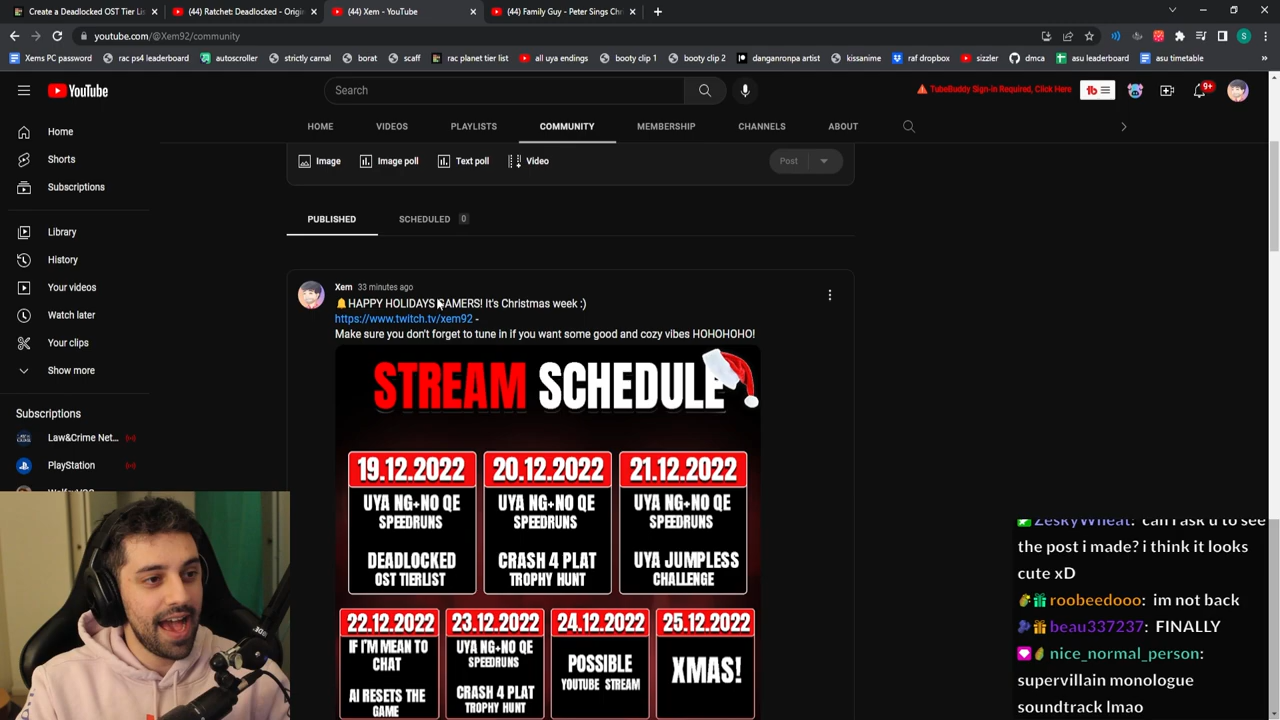 Create a Deadlocked OST Tier Lis
(44) Ratchet: Deadlocked - Origin
(44) Xem - YouTube
(44) Family Guy - Peter Sings Chr
youtube.com/@Xem92/community
Xems PC password
rac ps4 leaderboard
autoscroller
strictly carnal
borat
scaff
rac planet tier list
all uya endings
booty clip 1
booty clip 2
danganronpa artist
kissanime
raf dropbox
sizzler
dmca
asu leaderboard
asu timetable
YouTube
Search
TubeBuddy Sign-in Required, Click Here
tb
9+
HOME
VIDEOS
PLAYLISTS
COMMUNITY
MEMBERSHIP
CHANNELS
ABOUT
Home
Shorts
Subscriptions
Library
History
Your videos
Watch later
Your clips
Show more
Subscriptions
Law&Crime Net...
PlayStation
Image
Image poll
Text poll
Video
Post
PUBLISHED
SCHEDULED 0
Xem 33 minutes ago
HAPPY HOLIDAYS GAMERS! It's Christmas week :)
https://www.twitch.tv/xem92 -
Make sure you don't forget to tune in if you want some good and cozy vibes HOHOHOHO!
STREAM SCHEDULE
19.12.2022
UYA NG+NO QE
SPEEDRUNS
DEADLOCKED
OST TIERLIST
20.12.2022
UYA NG+NO QE
SPEEDRUNS
CRASH 4 PLAT
TROPHY HUNT
21.12.2022
UYA NG+NO QE
SPEEDRUNS
UYA JUMPLESS
CHALLENGE
22.12.2022
IF I'M MEAN TO
CHAT
AI RESETS THE
GAME
23.12.2022
UYA NG+NO QE
SPEEDRUNS
CRASH 4 PLAT
TROPHY HUNT
24.12.2022
POSSIBLE
YOUTUBE STREAM
25.12.2022
XMAS!
ZeskyWheat: can i ask u to see
the post i made? i think it looks
cute xD
roobeedooo: im not back
beau337237: FINALLY
nice_normal_person:
supervillain monologue
soundtrack lmao